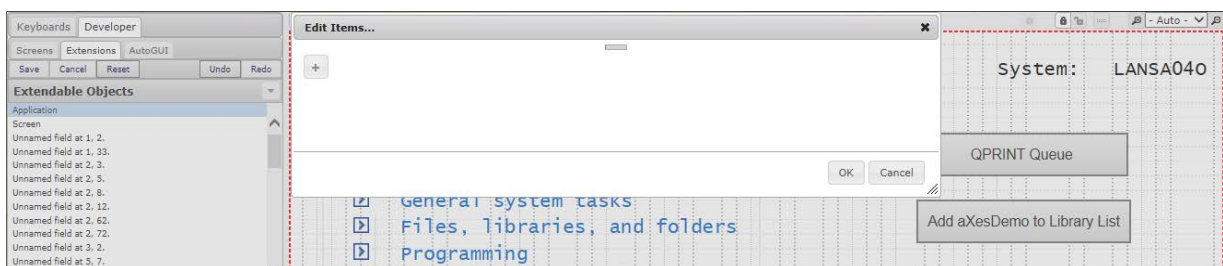 Keyboards Developer
Screens Extensions AutoGUI
Save Cancel Reset Undo Redo
Extendable Objects
Application
Screen
Unnamed field at 1, 2.
Unnamed field at 1, 33.
Unnamed field at 2, 3.
Unnamed field at 2, 5.
Unnamed field at 2, 8.
Unnamed field at 2, 12.
Unnamed field at 2, 62.
Unnamed field at 2, 72.
Unnamed field at 3, 2.
Unnamed field at 5, 7.
Edit Items...
+
OK Cancel
- Auto -
System: LANSA04O
QPRINT Queue
Add aXesDemo to Library List
General system tasks
Files, libraries, and folders
Programming